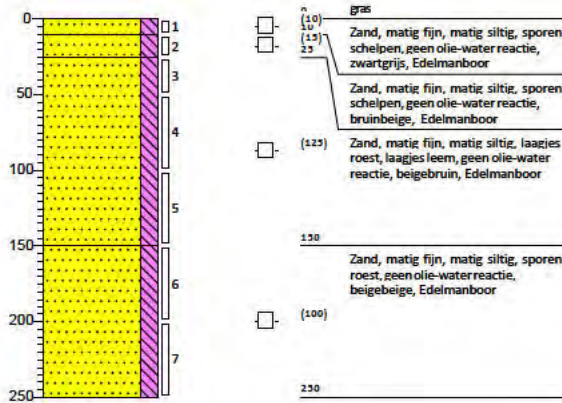 0
50
100
150
200
250
1
2
3
4
5
6
7
gras
(10)
10
Zand, matig fijn, matig siltig, sporen
schelpen, geen olie-water reactie,
zwartgrijs, Edelmanboor
(15)
25
Zand, matig fijn, matig siltig, sporen
schelpen, geen olie-water reactie,
bruinbeige, Edelmanboor
(125)
Zand, matig fijn, matig siltig, laagjes
roest, laagjes leem, geen olie-water
reactie, beigebruin, Edelmanboor
150
Zand, matig fijn, matig siltig, sporen
roest, geen olie-water reactie,
beigebeige, Edelmanboor
(100)
250